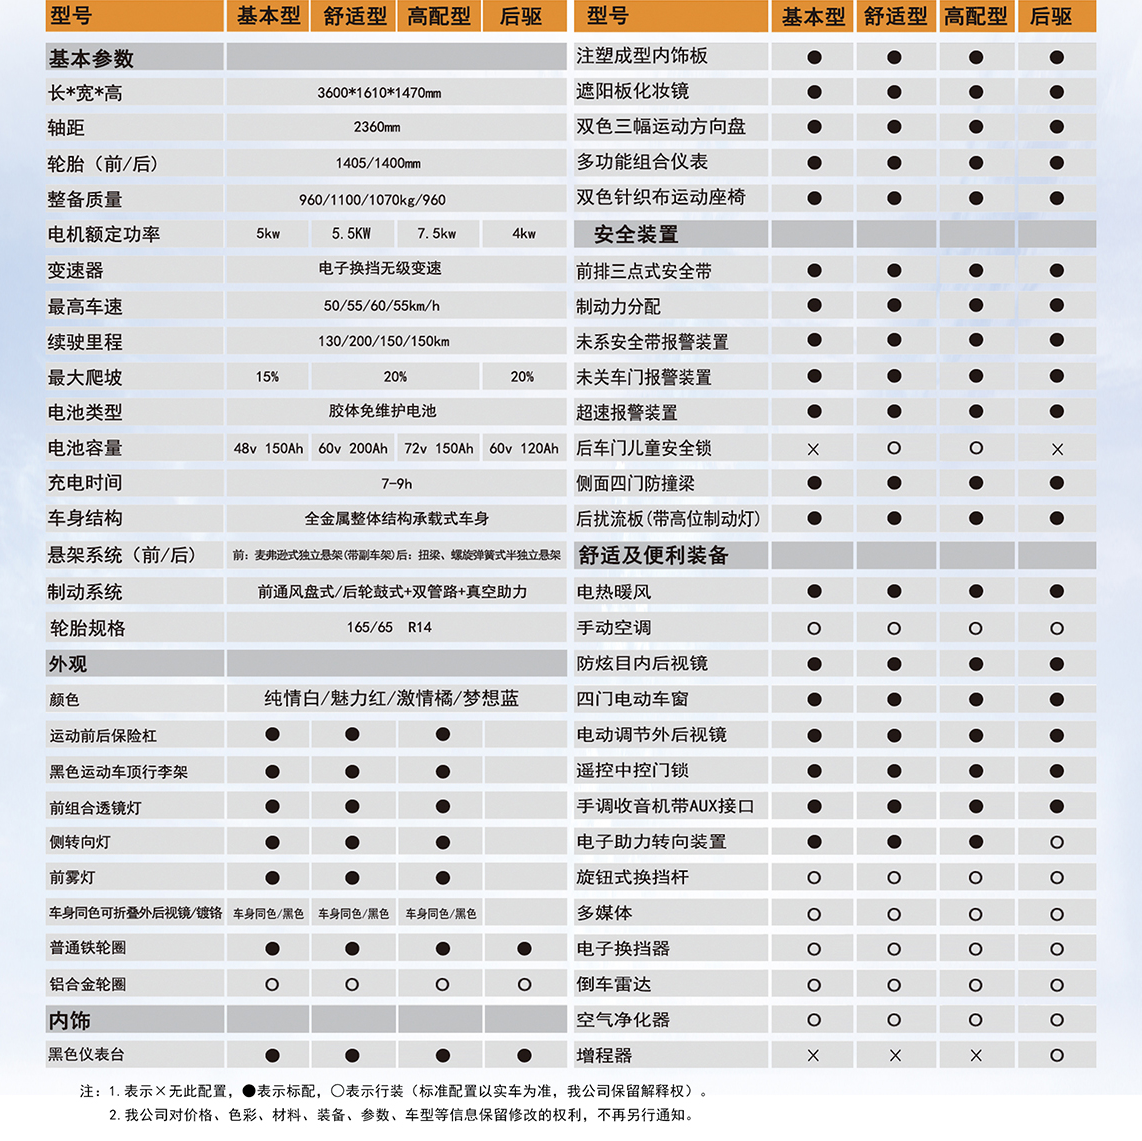 型号 基本型 舒适型 高配型 后驱
基本参数
长*宽*高 3600*1610*1470mm
轴距 2360mm
轮胎（前/后） 1405/1400mm
整备质量 960/1100/1070kg/960
电机额定功率 5kw 5.5KW 7.5kw 4kw
变速器 电子换挡无级变速
最高车速 50/55/60/55km/h
续驶里程 130/200/150/150km
最大爬坡 15% 20% 20%
电池类型 胶体免维护电池
电池容量 48v 150Ah 60v 200Ah 72v 150Ah 60v 120Ah
充电时间 7-9h
车身结构 全金属整体结构承载式车身
悬架系统（前/后） 前：麦弗逊式独立悬架(带副车架)后：扭梁、螺旋弹簧式半独立悬架
制动系统 前通风盘式/后轮鼓式+双管路+真空助力
轮胎规格 165/65 R14
外观
颜色 纯情白/魅力红/激情橘/梦想蓝
运动前后保险杠 ● ● ●
黑色运动车顶行李架 ● ● ●
前组合透镜灯 ● ● ●
侧转向灯 ● ● ●
前雾灯 ● ● ●
车身同色可折叠外后视镜/镀铬 车身同色/黑色 车身同色/黑色 车身同色/黑色
普通铁轮圈 ● ● ● ●
铝合金轮圈 ○ ○ ○ ○
内饰
黑色仪表台 ● ● ● ●
型号 基本型 舒适型 高配型 后驱
注塑成型内饰板 ● ● ● ●
遮阳板化妆镜 ● ● ● ●
双色三幅运动方向盘 ● ● ● ●
多功能组合仪表 ● ● ● ●
双色针织布运动座椅 ● ● ● ●
安全装置
前排三点式安全带 ● ● ● ●
制动力分配 ● ● ● ●
未系安全带报警装置 ● ● ● ●
未关车门报警装置 ● ● ● ●
超速报警装置 ● ● ● ●
后车门儿童安全锁 × ○ ○ ×
侧面四门防撞梁 ● ● ● ●
后扰流板(带高位制动灯) ● ● ● ●
舒适及便利装备
电热暖风 ● ● ● ●
手动空调 ○ ○ ○ ○
防炫目内后视镜 ● ● ● ●
四门电动车窗 ● ● ● ●
电动调节外后视镜 ● ● ● ●
遥控中控门锁 ● ● ● ●
手调收音机带AUX接口 ● ● ● ●
电子助力转向装置 ● ● ● ○
旋钮式换挡杆 ○ ○ ○ ○
多媒体 ○ ○ ○ ○
电子换挡器 ○ ○ ○ ○
倒车雷达 ○ ○ ○ ○
空气净化器 ○ ○ ○ ○
增程器 × × × ○
注：1.表示×无此配置，●表示标配，○表示行装（标准配置以实车为准，我公司保留解释权）。
2.我公司对价格、色彩、材料、装备、参数、车型等信息保留修改的权利，不再另行通知。